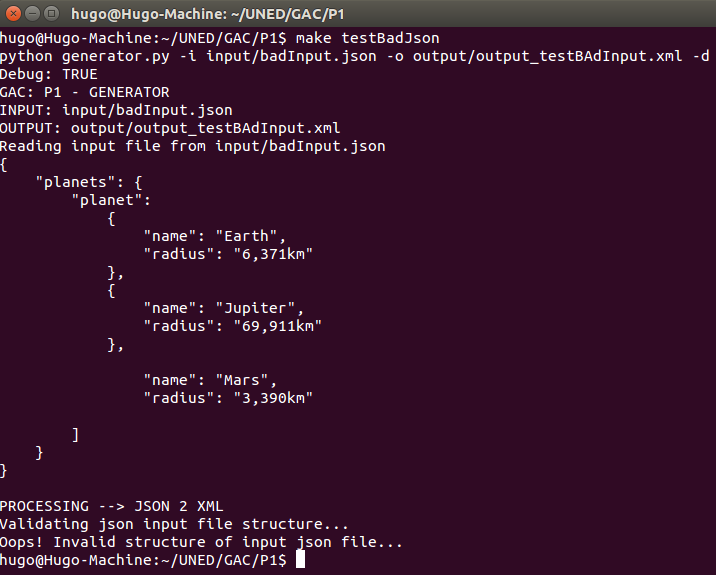 hugo@Hugo-Machine: ~/UNED/GAC/P1
hugo@Hugo-Machine:~/UNED/GAC/P1$ make testBadJson
python generator.py -i input/badInput.json -o output/output_testBAdInput.xml -d
Debug: TRUE
GAC: P1 - GENERATOR
INPUT: input/badInput.json
OUTPUT: output/output_testBAdInput.xml
Reading input file from input/badInput.json
{
    "planets": {
        "planet":
            {
                "name": "Earth",
                "radius": "6,371km"
            },
            {
                "name": "Jupiter",
                "radius": "69,911km"
            },

                "name": "Mars",
                "radius": "3,390km"

        ]
    }
}

PROCESSING --> JSON 2 XML
Validating json input file structure...
Oops! Invalid structure of input json file...
hugo@Hugo-Machine:~/UNED/GAC/P1$